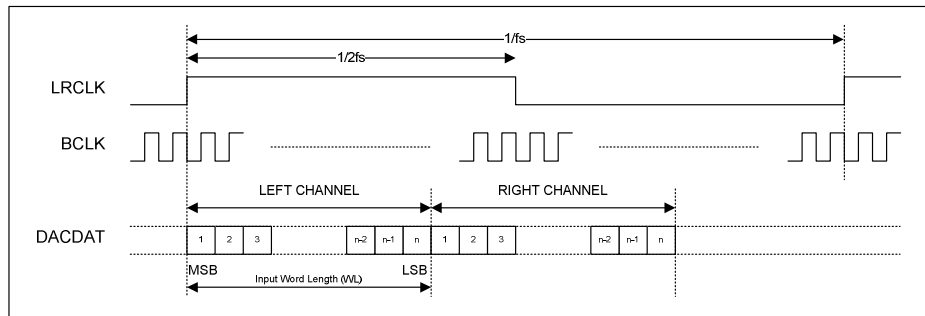 1/fs
1/2fs
LRCLK
BCLK
LEFT CHANNEL RIGHT CHANNEL
DACDAT 1 2 3 n-2 n-1 n 1 2 3 n-2 n-1 n
MSB LSB
Input Word Length (WL)